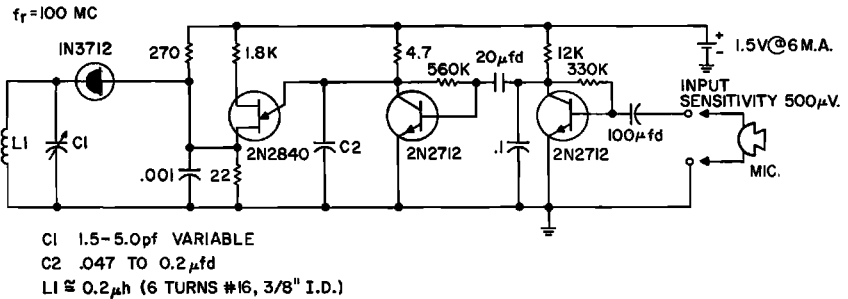 fr=100 MC
1N3712
270
1.8K
4.7
20µfd
12K
+
-
1.5V@6M.A.
560K
330K
INPUT
SENSITIVITY 500µV.
L1
C1
.001
22
2N2840
C2
2N2712
.1
2N2712
100µfd
MIC.
C1 1.5-5.0pf VARIABLE
C2 .047 TO 0.2µfd
L1 ≅ 0.2µh (6 TURNS #16, 3/8" I.D.)